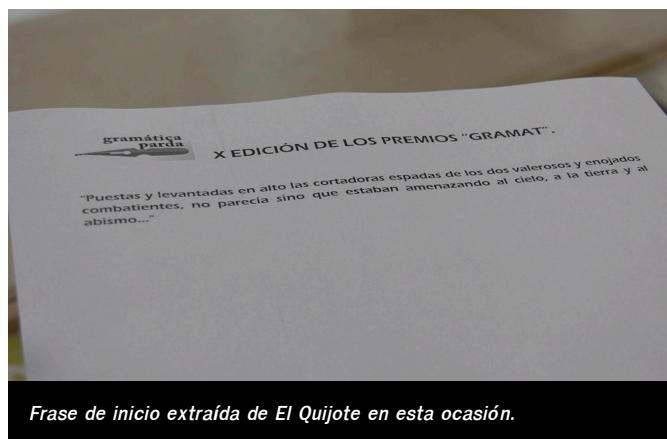 gramática
parda
X EDICIÓN DE LOS PREMIOS "GRAMAT".
"Puestas y levantadas en alto las cortadoras espadas de los dos valerosos y enojados
combatientes, no parecía sino que estaban amenazando al cielo, a la tierra y al
abismo..."
Frase de inicio extraída de El Quijote en esta ocasión.